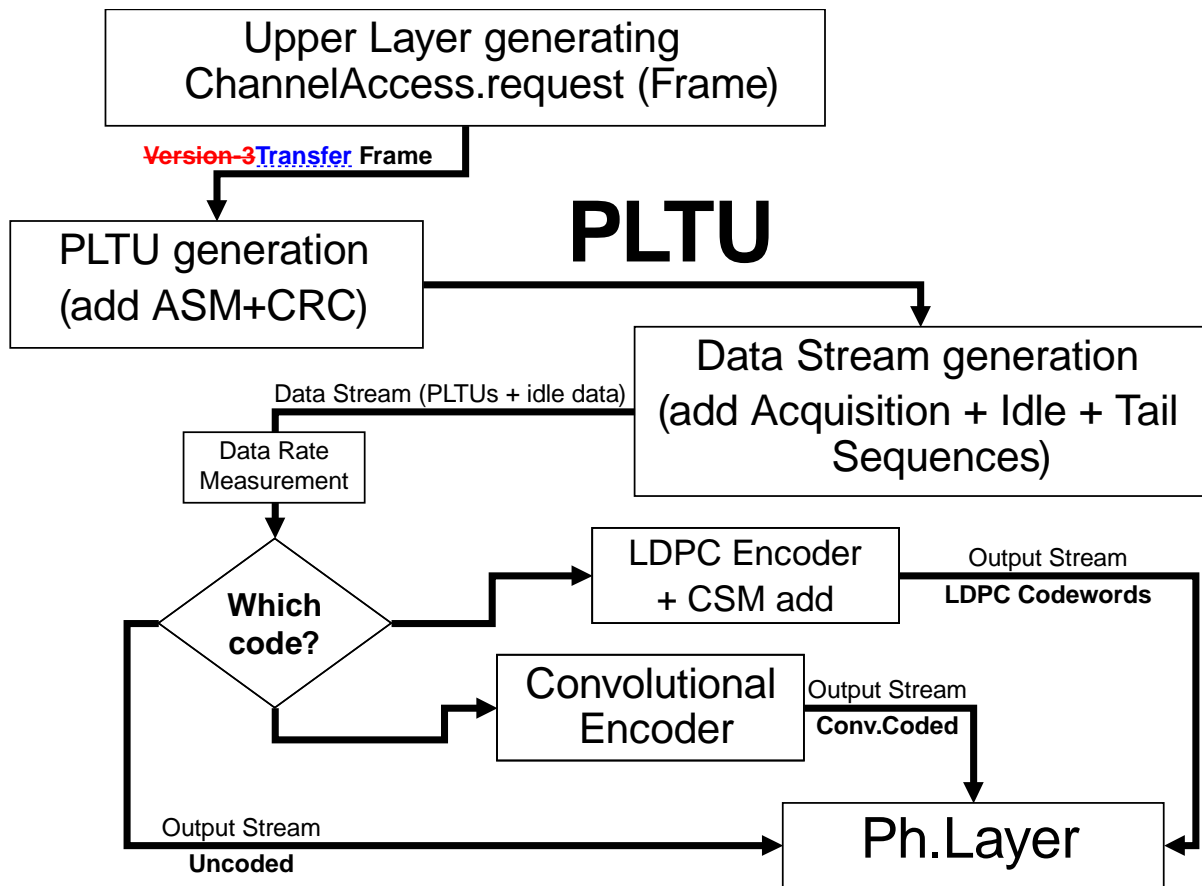 Upper Layer generating
ChannelAccess.request (Frame)
Version-3Transfer Frame
PLTU generation
(add ASM+CRC)
PLTU
Data Stream generation
(add Acquisition + Idle + Tail
Sequences)
Data Stream (PLTUs + idle data)
Data Rate
Measurement
Which
code?
LDPC Encoder
+ CSM add
Output Stream
LDPC Codewords
Convolutional
Encoder
Output Stream
Conv.Coded
Output Stream
Uncoded
Ph.Layer